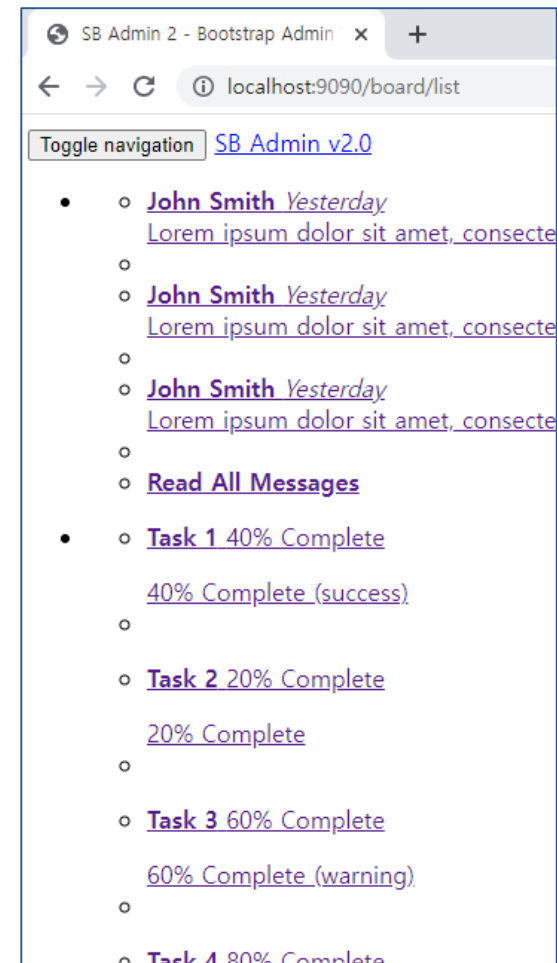 SB Admin 2 - Bootstrap Admin
localhost:9090/board/list
Toggle navigation SB Admin v2.0
John Smith Yesterday
Lorem ipsum dolor sit amet, consecte
John Smith Yesterday
Lorem ipsum dolor sit amet, consecte
John Smith Yesterday
Lorem ipsum dolor sit amet, consecte
Read All Messages
Task 1 40% Complete
40% Complete (success)
Task 2 20% Complete
20% Complete
Task 3 60% Complete
60% Complete (warning)
Task 4 80% Complete